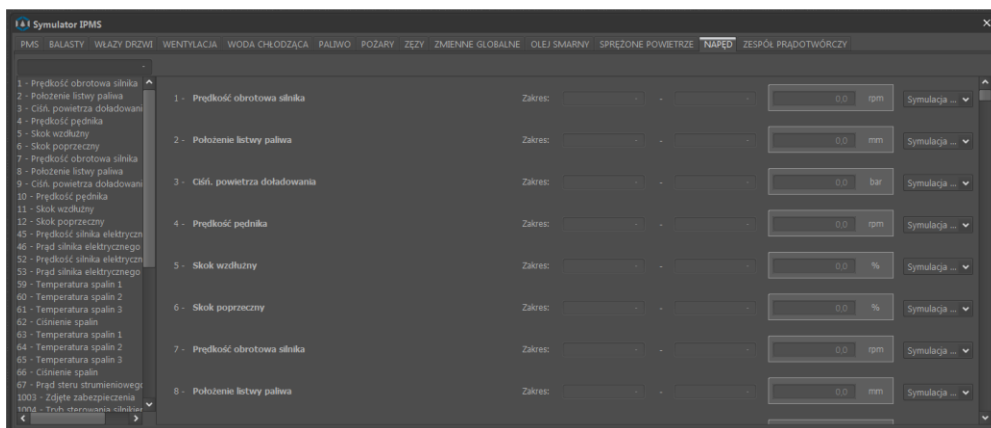 Symulator IPMS
PMS BALASTY WŁAZY DRZWI WENTYLACJA WODA CHŁODZĄCA PALIWO POŻARY ZĘZY ZMIENNE GLOBALNE OLEJ SMARNY SPRĘŻONE POWIETRZE NAPĘD ZESPÓŁ PRĄDOTWÓRCZY
1 - Prędkość obrotowa silnika
2 - Położenie listwy paliwa
3 - Ciśń. powietrza doładowani
4 - Prędkość pędnika
5 - Skok wzdłużny
6 - Skok poprzeczny
7 - Prędkość obrotowa silnika
8 - Położenie listwy paliwa
9 - Ciśń. powietrza doładowani
10 - Prędkość pędnika
11 - Skok wzdłużny
12 - Skok poprzeczny
45 - Prędkość silnika elektryczn
46 - Prąd silnika elektrycznego
52 - Prędkość silnika elektryczn
53 - Prąd silnika elektrycznego
59 - Temperatura spalin 1
60 - Temperatura spalin 2
61 - Temperatura spalin 3
62 - Ciśnienie spalin
63 - Temperatura spalin 1
64 - Temperatura spalin 2
65 - Temperatura spalin 3
66 - Ciśnienie spalin
67 - Prąd steru strumienioweg
1003 - Zdjęte zabezpieczenia
1004 - Tryb sterowania silnikie
1 - Prędkość obrotowa silnika Zakres: - - - 0,0 rpm Symulacja ...
2 - Położenie listwy paliwa Zakres: - - - 0,0 mm Symulacja ...
3 - Ciśń. powietrza doładowania Zakres: - - - 0,0 bar Symulacja ...
4 - Prędkość pędnika Zakres: - - - 0,0 rpm Symulacja ...
5 - Skok wzdłużny Zakres: - - - 0,0 % Symulacja ...
6 - Skok poprzeczny Zakres: - - - 0,0 % Symulacja ...
7 - Prędkość obrotowa silnika Zakres: - - - 0,0 rpm Symulacja ...
8 - Położenie listwy paliwa Zakres: - - - 0,0 mm Symulacja ...